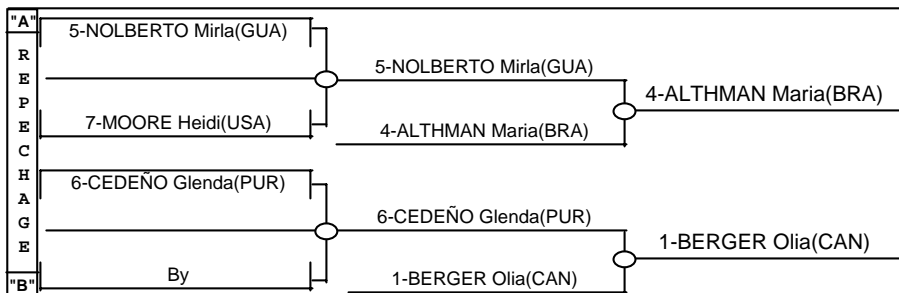 "A"
REPECHAGE
"B"
5-NOLBERTO Mirla(GUA)
7-MOORE Heidi(USA)
5-NOLBERTO Mirla(GUA)
4-ALTHMAN Maria(BRA)
4-ALTHMAN Maria(BRA)
6-CEDEÑO Glenda(PUR)
By
6-CEDEÑO Glenda(PUR)
1-BERGER Olia(CAN)
1-BERGER Olia(CAN)